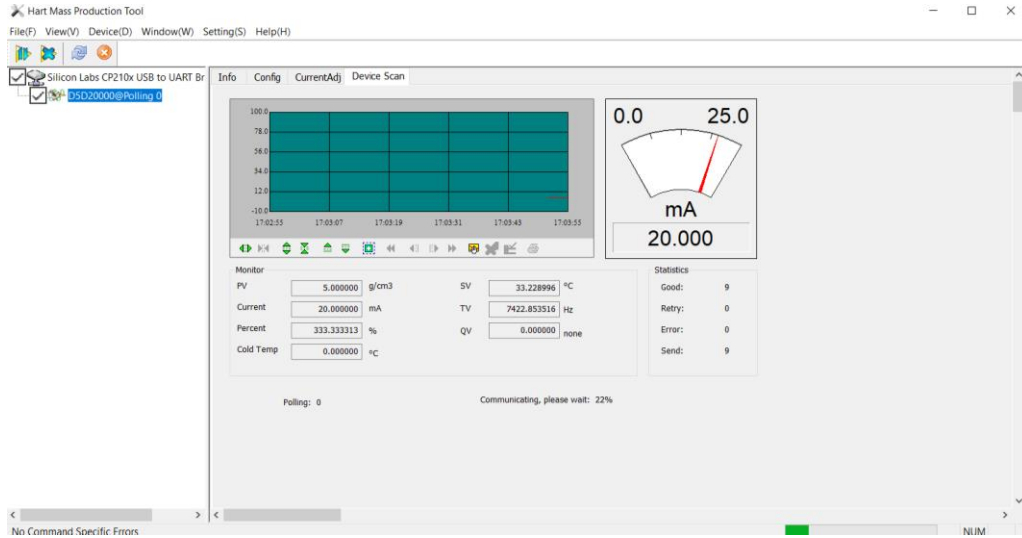 Hart Mass Production Tool
File(F) View(V) Device(D) Window(W) Setting(S) Help(H)
Silicon Labs CP210x USB to UART Br
D5D20000@Polling 0
Info Config CurrentAdj Device Scan
100.0
78.0
56.0
34.0
12.0
-10.0
17:02:55 17:03:07 17:03:19 17:03:31 17:03:43 17:03:55
0.0 25.0
mA
20.000
Monitor
PV 5.000000 g/cm3 SV 33.228996 ºC
Current 20.000000 mA TV 7422.853516 Hz
Percent 333.333313 % QV 0.000000 none
Cold Temp 0.000000 ºC
Statistics
Good: 9
Retry: 0
Error: 0
Send: 9
Polling: 0 Communicating, please wait: 22%
No Command Specific Errors NUM